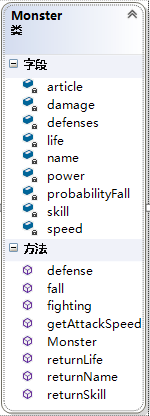 Monster
类
字段
article
damage
defenses
life
name
power
probabilityFall
skill
speed
方法
defense
fall
fighting
getAttackSpeed
Monster
returnLife
returnName
returnSkill